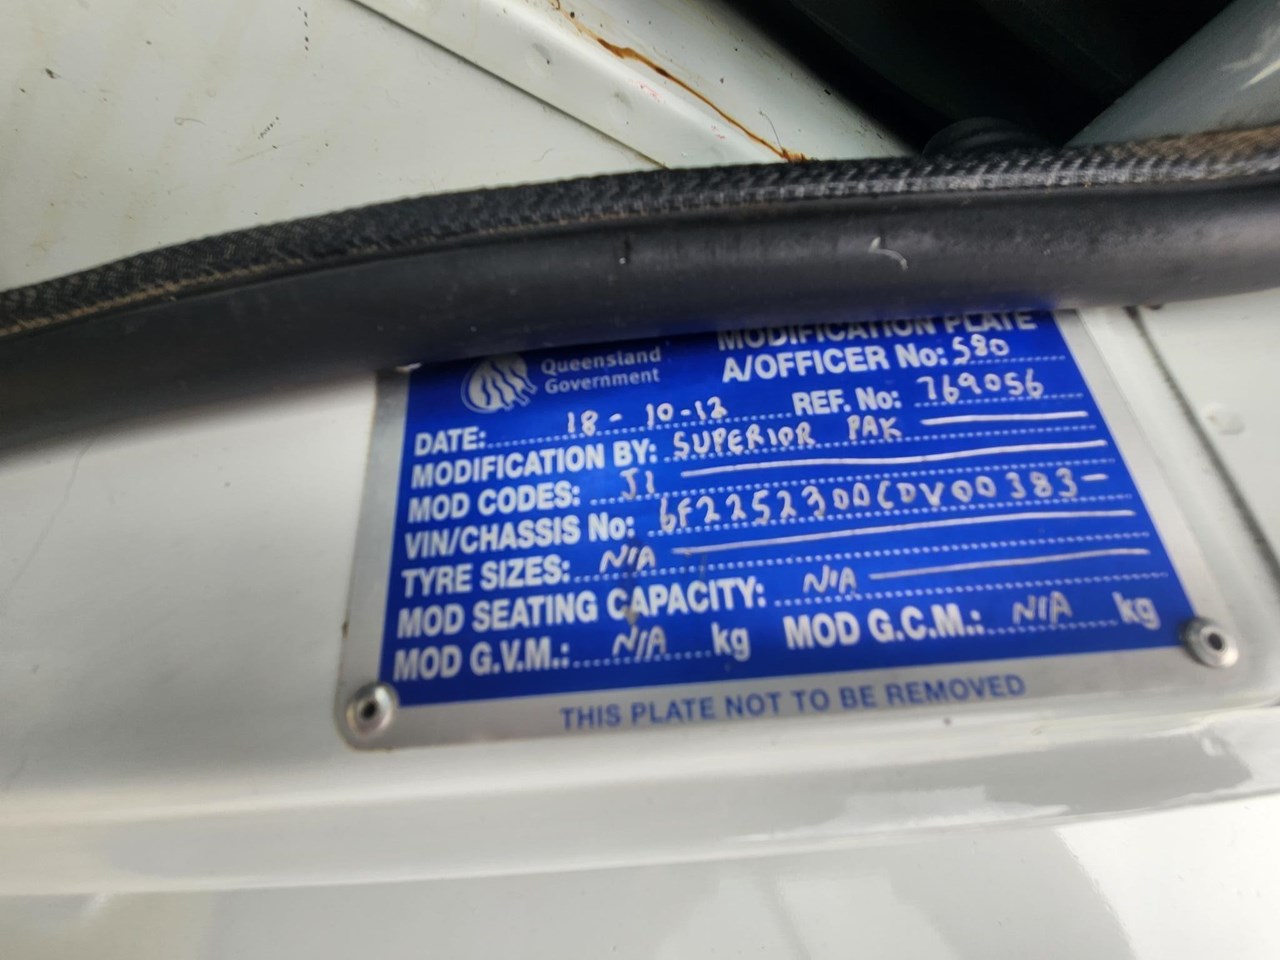 MODIFICATION PLATE
Queensland
Government
A/OFFICER No: 580
DATE: 18-10-12 REF. No: 769056
MODIFICATION BY: SUPERIOR PAK
MOD CODES: J1
VIN/CHASSIS No: 6F225230DCDV00383
TYRE SIZES: N/A
MOD SEATING CAPACITY: N/A
MOD G.V.M.: N/A kg MOD G.C.M.: N/A kg
THIS PLATE NOT TO BE REMOVED